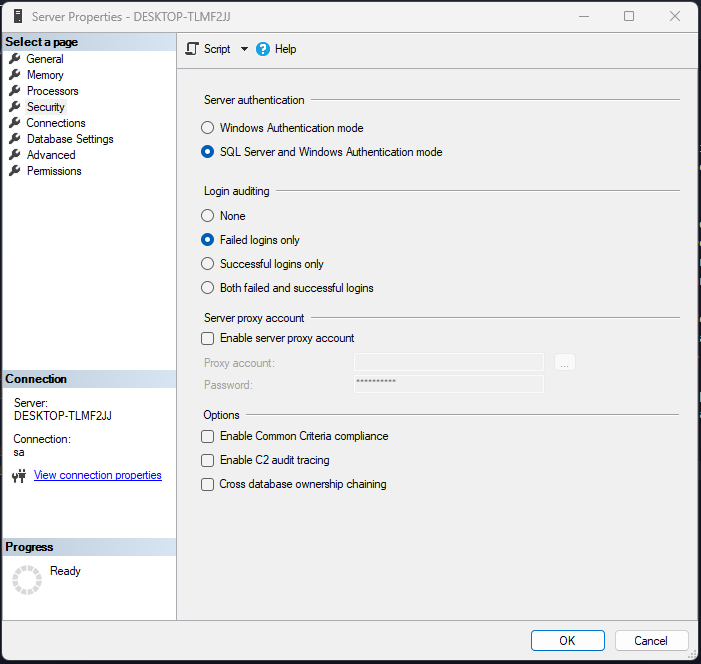 Server Properties - DESKTOP-TLMF2JJ
Select a page
General
Memory
Processors
Security
Connections
Database Settings
Advanced
Permissions
Script
Help
Server authentication
Windows Authentication mode
SQL Server and Windows Authentication mode
Login auditing
None
Failed logins only
Successful logins only
Both failed and successful logins
Server proxy account
Enable server proxy account
Proxy account:
...
Password:
**********
Options
Enable Common Criteria compliance
Enable C2 audit tracing
Cross database ownership chaining
Connection
Server:
DESKTOP-TLMF2JJ
Connection:
sa
View connection properties
Progress
Ready
OK
Cancel